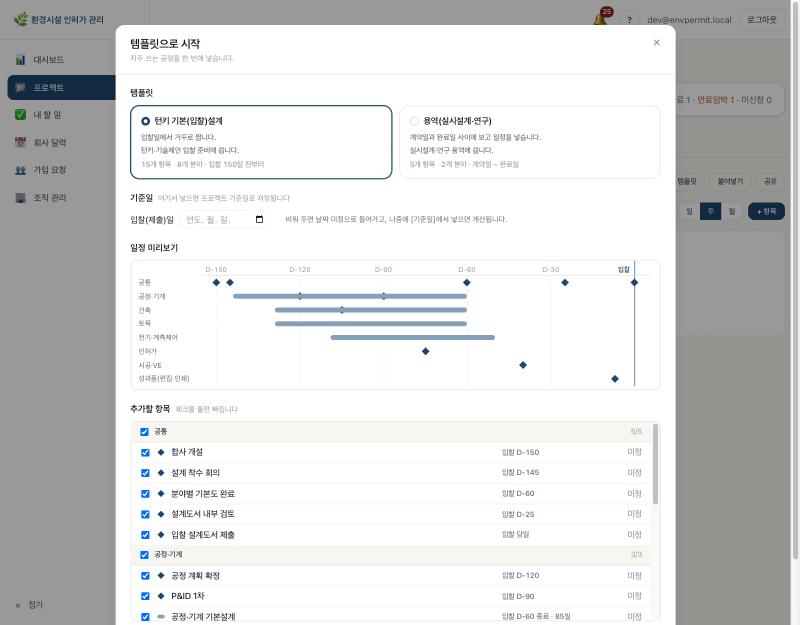 환경시설 인허가 관리
25
?
dev@envpermit.local
로그아웃
대시보드
프로젝트
내 할 일
회사 달력
가입 요청
조직 관리
« 접기
료 1 · 만료임박 1 · 미신청 0
템플릿
붙여넣기
공유
일
주
월
+ 항목
템플릿으로 시작
×
자주 쓰는 공정을 한 번에 넣습니다.
템플릿
턴키 기본(입찰)설계
입찰일에서 거꾸로 짭니다.
턴키·기술제안 입찰 준비에 씁니다.
15개 항목 · 8개 분야 · 입찰 150일 전부터
용역(실시설계·연구)
계약일과 완료일 사이에 보고 일정을 넣습니다.
실시설계·연구 용역에 씁니다.
5개 항목 · 2개 분야 · 계약일 ~ 완료일
기준일 여기서 넣으면 프로젝트 기준일로 저장됩니다
입찰(제출)일 연도. 월. 일. 비워 두면 날짜 미정으로 들어가고, 나중에 [기준일]에서 넣으면 계산됩니다.
일정 미리보기
D-150 D-120 D-90 D-60 D-30 입찰
공통
공정·기계
건축
토목
전기·계측제어
인허가
시공·VE
성과품(편집·인쇄)
추가할 항목 체크를 풀면 빠집니다
공통 5/5
합사 개설 입찰 D-150 미정
설계 착수 회의 입찰 D-145 미정
분야별 기본도 완료 입찰 D-60 미정
설계도서 내부 검토 입찰 D-25 미정
입찰 설계도서 제출 입찰 당일 미정
공정·기계 3/3
공정 계획 확정 입찰 D-120 미정
P&ID 1차 입찰 D-90 미정
공정·기계 기본설계 입찰 D-60 종료 · 85일 미정